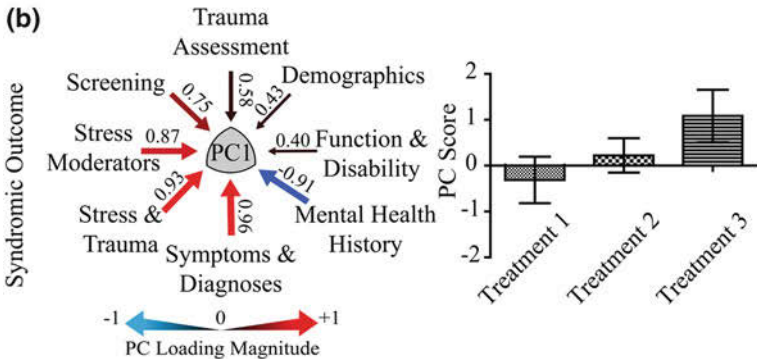 (b)
Syndromic Outcome
Trauma
Assessment
Screening
Demographics
0.75
0.58
0.43
Stress
Moderators
0.87
PC1
0.40
Function &
Disability
0.93
Stress &
Trauma
0.96
-0.91
Mental Health
History
Symptoms &
Diagnoses
-1
0
+1
PC Loading Magnitude
PC Score
2
1
0
-1
-2
Treatment 1
Treatment 2
Treatment 3